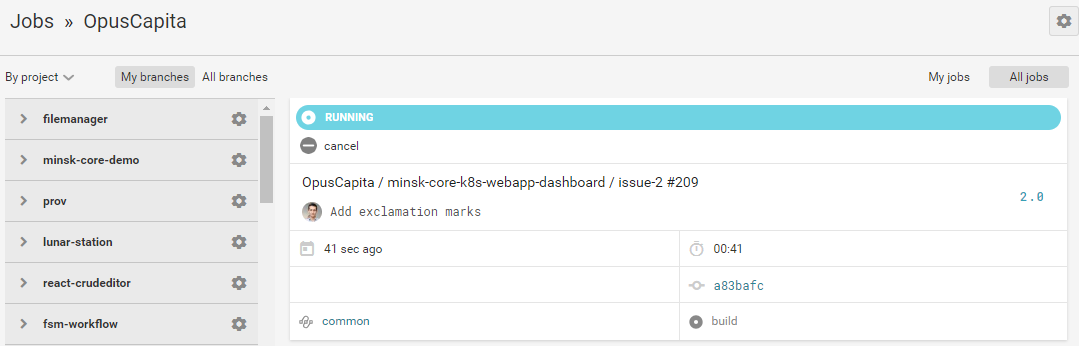 Jobs » OpusCapita
By project My branches All branches My jobs All jobs
filemanager
minsk-core-demo
prov
lunar-station
react-crudeditor
fsm-workflow
RUNNING
cancel
OpusCapita / minsk-core-k8s-webapp-dashboard / issue-2 #209
2.0
Add exclamation marks
41 sec ago 00:41
a83bafc
common build